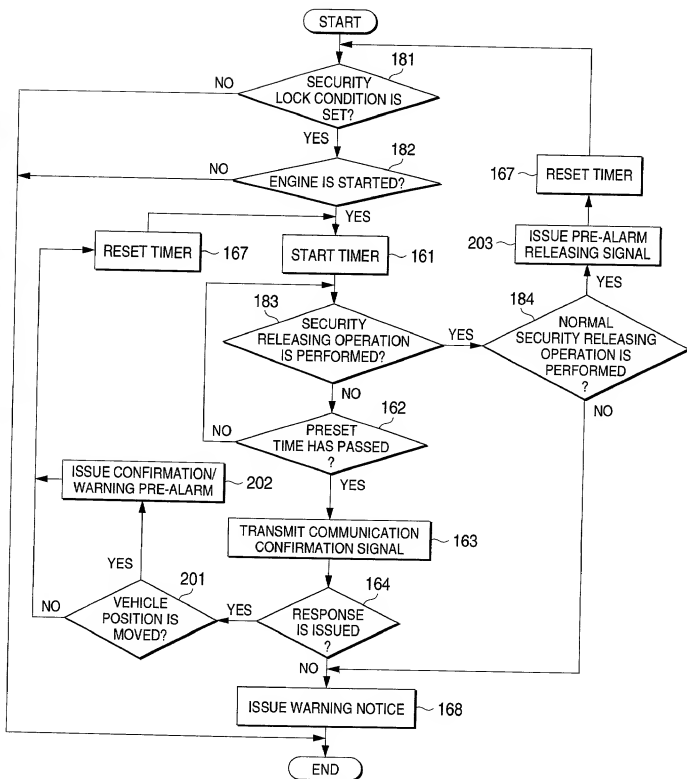 START
181
NO
SECURITY
LOCK CONDITION IS
SET?
YES
182
NO
ENGINE IS STARTED?
167
RESET TIMER
YES
RESET TIMER
167
START TIMER
161
203
ISSUE PRE-ALARM
RELEASING SIGNAL
YES
183
SECURITY
RELEASING OPERATION
IS PERFORMED?
YES
184
NORMAL
SECURITY RELEASING
OPERATION IS
PERFORMED
?
NO
NO
162
NO
PRESET
TIME HAS PASSED
?
YES
ISSUE CONFIRMATION/
WARNING PRE-ALARM
202
TRANSMIT COMMUNICATION
CONFIRMATION SIGNAL
163
YES
201
NO
VEHICLE
POSITION IS
MOVED?
YES
164
RESPONSE
IS ISSUED
?
NO
ISSUE WARNING NOTICE
168
END